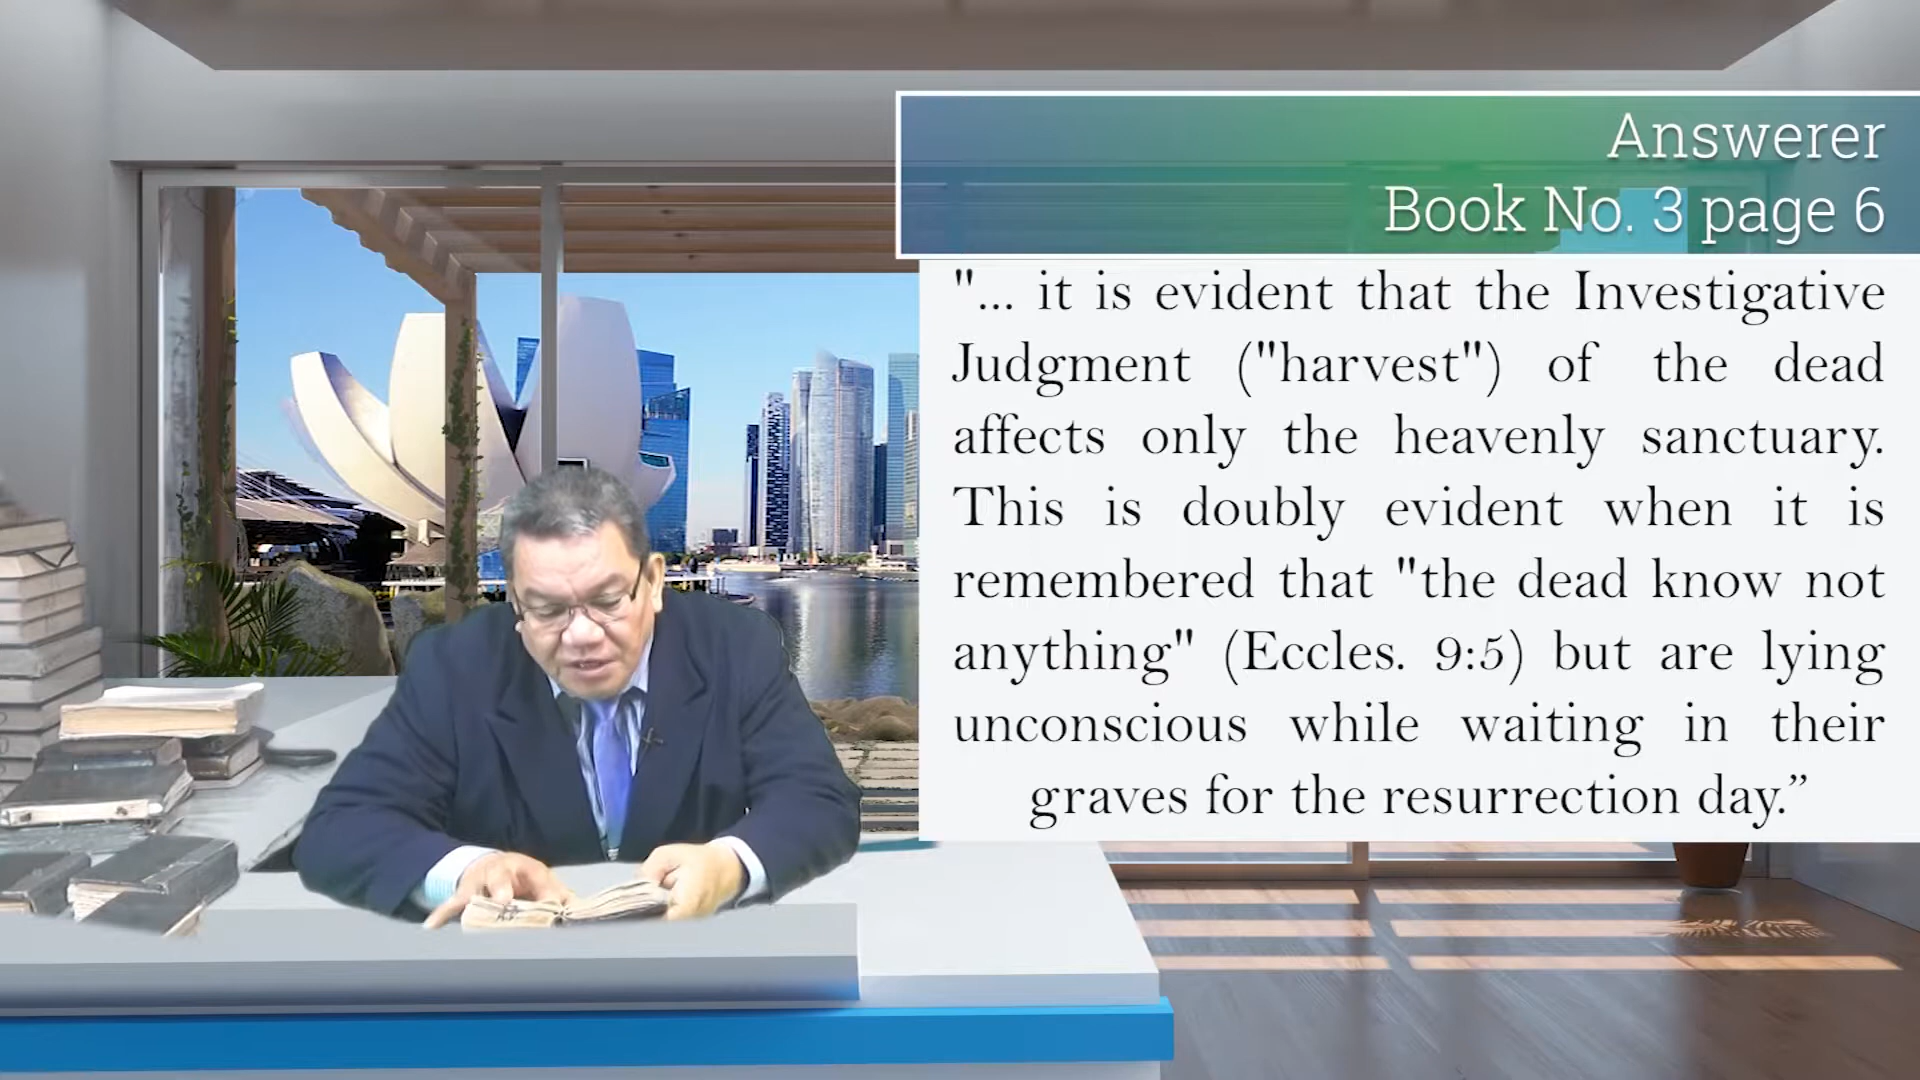 Answerer
Book No. 3 page 6
"... it is evident that the Investigative
Judgment ("harvest") of the dead
affects only the heavenly sanctuary.
This is doubly evident when it is
remembered that "the dead know not
anything" (Eccles. 9:5) but are lying
unconscious while waiting in their
graves for the resurrection day.”